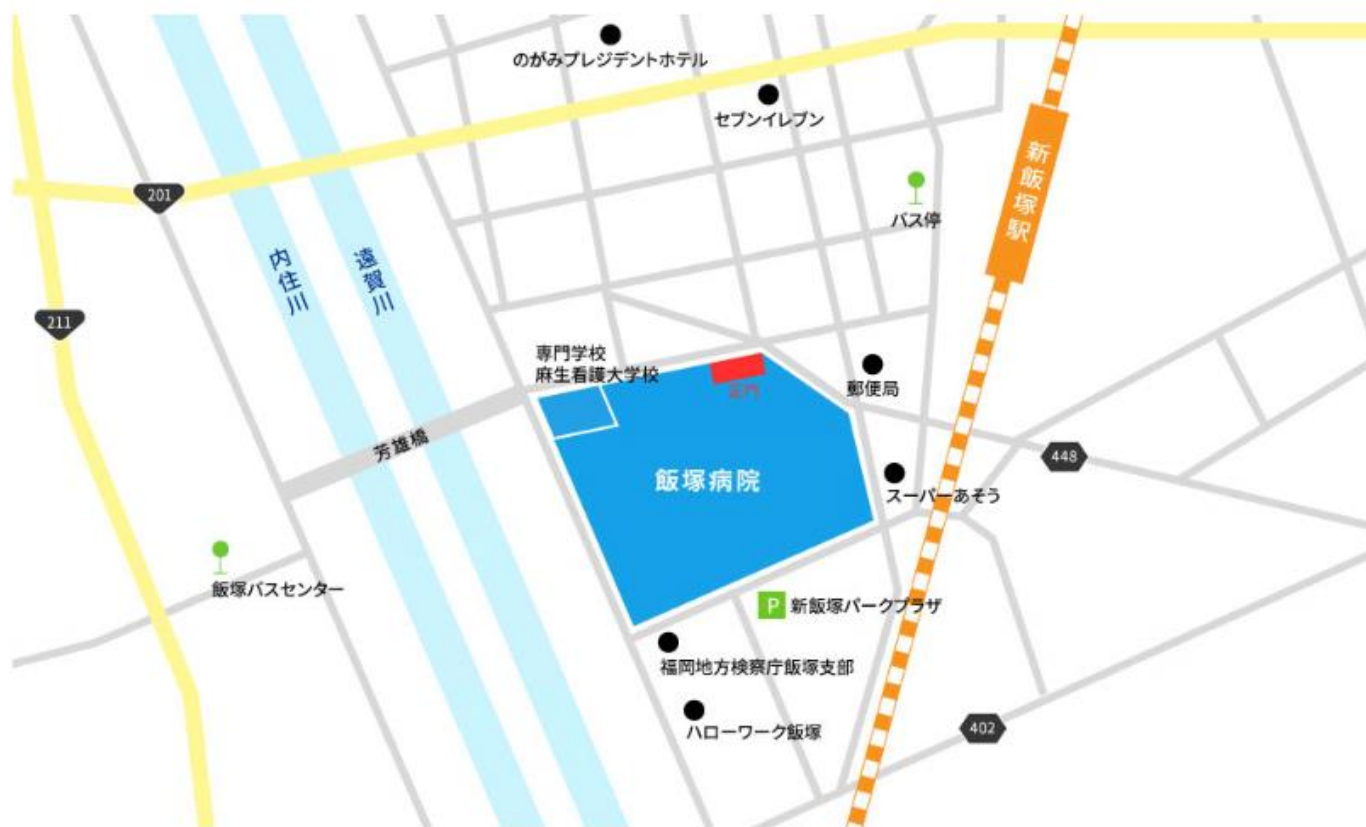 のがみプレジデントホテル
セブンイレブン
新飯塚駅
201
バス停
内住川
遠賀川
211
専門学校
麻生看護大学校
正門
郵便局
芳雄橋
448
飯塚病院
スーパーあそう
飯塚バスセンター
P 新飯塚パークプラザ
福岡地方検察庁飯塚支部
ハローワーク飯塚
402